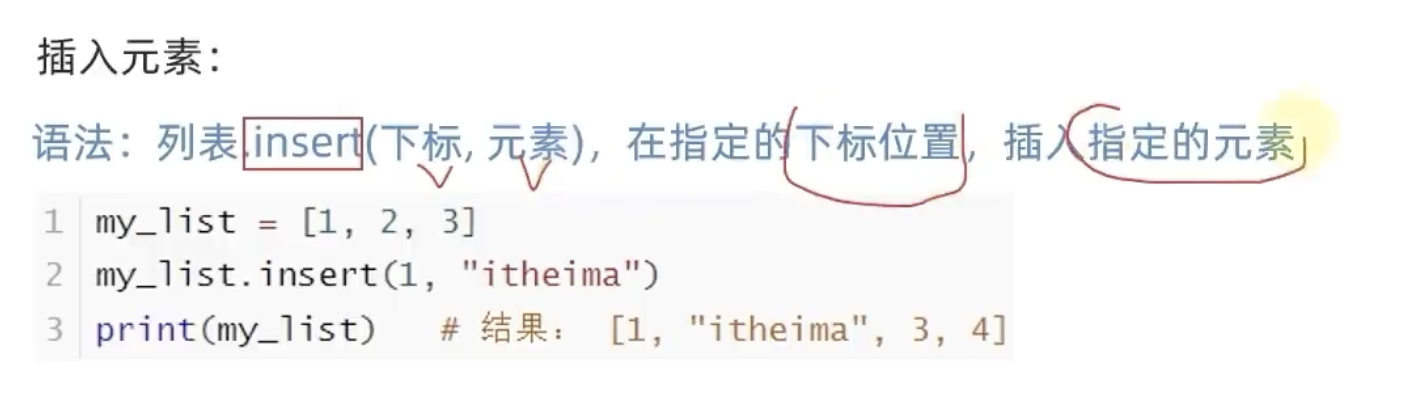 插入元素：
语法：列表.insert(下标, 元素)，在指定的下标位置，插入指定的元素
1 my_list = [1, 2, 3]
2 my_list.insert(1, "itheima")
3 print(my_list)   # 结果： [1, "itheima", 3, 4]